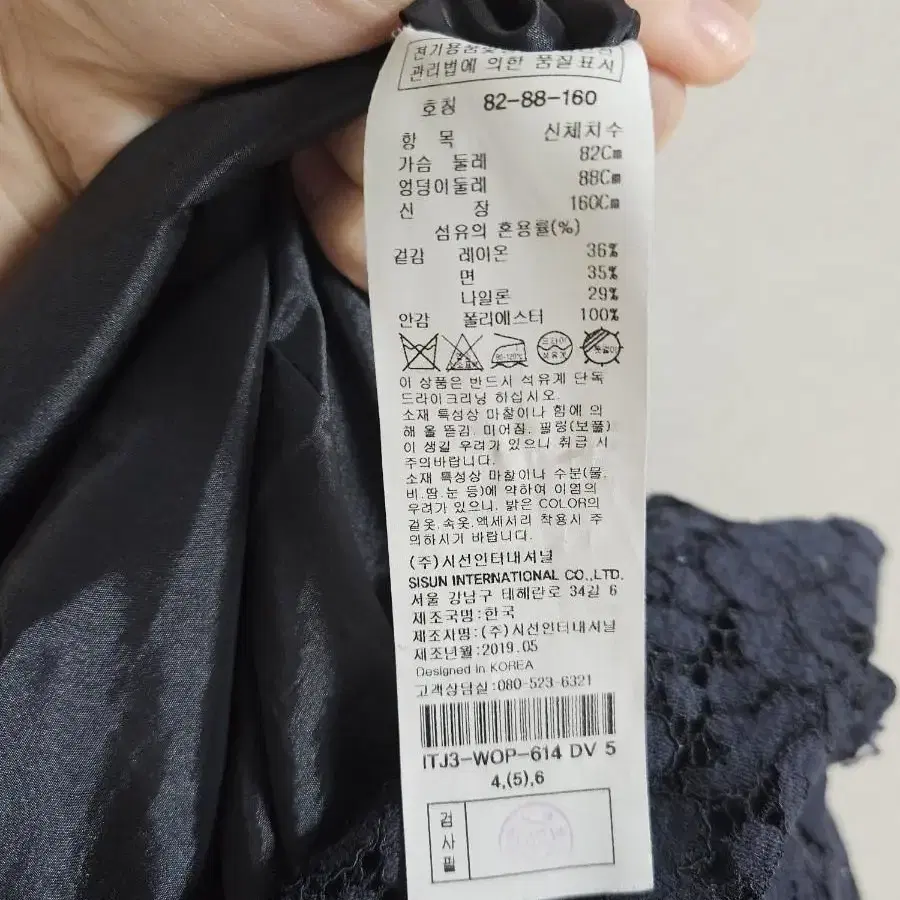 관리법에 의한 품질표시
호칭 82-88-160
항 목 신체치수
가슴 둘레 82Cm
엉덩이둘레 88Cm
신 장 160Cm
섬유의 혼용률(%)
겉감 레이온 36%
면 35%
나일론 29%
안감 폴리에스터 100%
이 상품은 반드시 석유계 단독
드라이크리닝 하십시오.
소재 특성상 마찰이나 힘에 의
해 올 뜯김, 미어짐, 필링(보풀)
이 생길 우려가 있으니 취급 시
주의바랍니다.
소재 특성상 마찰이나 수분(물,
비,땀,눈 등)에 약하여 이염의
우려가 있으니, 밝은 COLOR의
겉옷,속옷,액세서리 착용시 주
의하시기 바랍니다.
(주)시선인터내셔널
SISUN INTERNATIONAL CO.,LTD.
서울 강남구 테헤란로 34길 6
제조국명:한국
제조자명:(주)시선인터내셔널
제조년월:2019.05
Designed in KOREA
고객상담실:080-523-6321
ITJ3-WOP-614 DV 5
4,(5),6
검사필